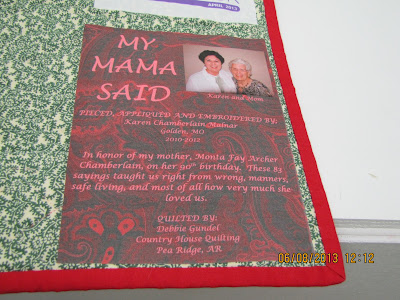 APRIL 2013
MY
MAMA
SAID
Karen and Mom
PIECED, APPLIQUED AND EMBROIDERED BY:
Karen Chamberlain Mainar
Golden, MO
2010-2012
In honor of my mother, Monta Fay Archer
Chamberlain, on her 90th birthday. These 83
sayings taught us right from wrong, manners,
safe living, and most of all how very much she
loved us.
QUILTED BY:
Debbie Gundel
Country House Quilting
Pea Ridge, AR
06/08/2013 12:12